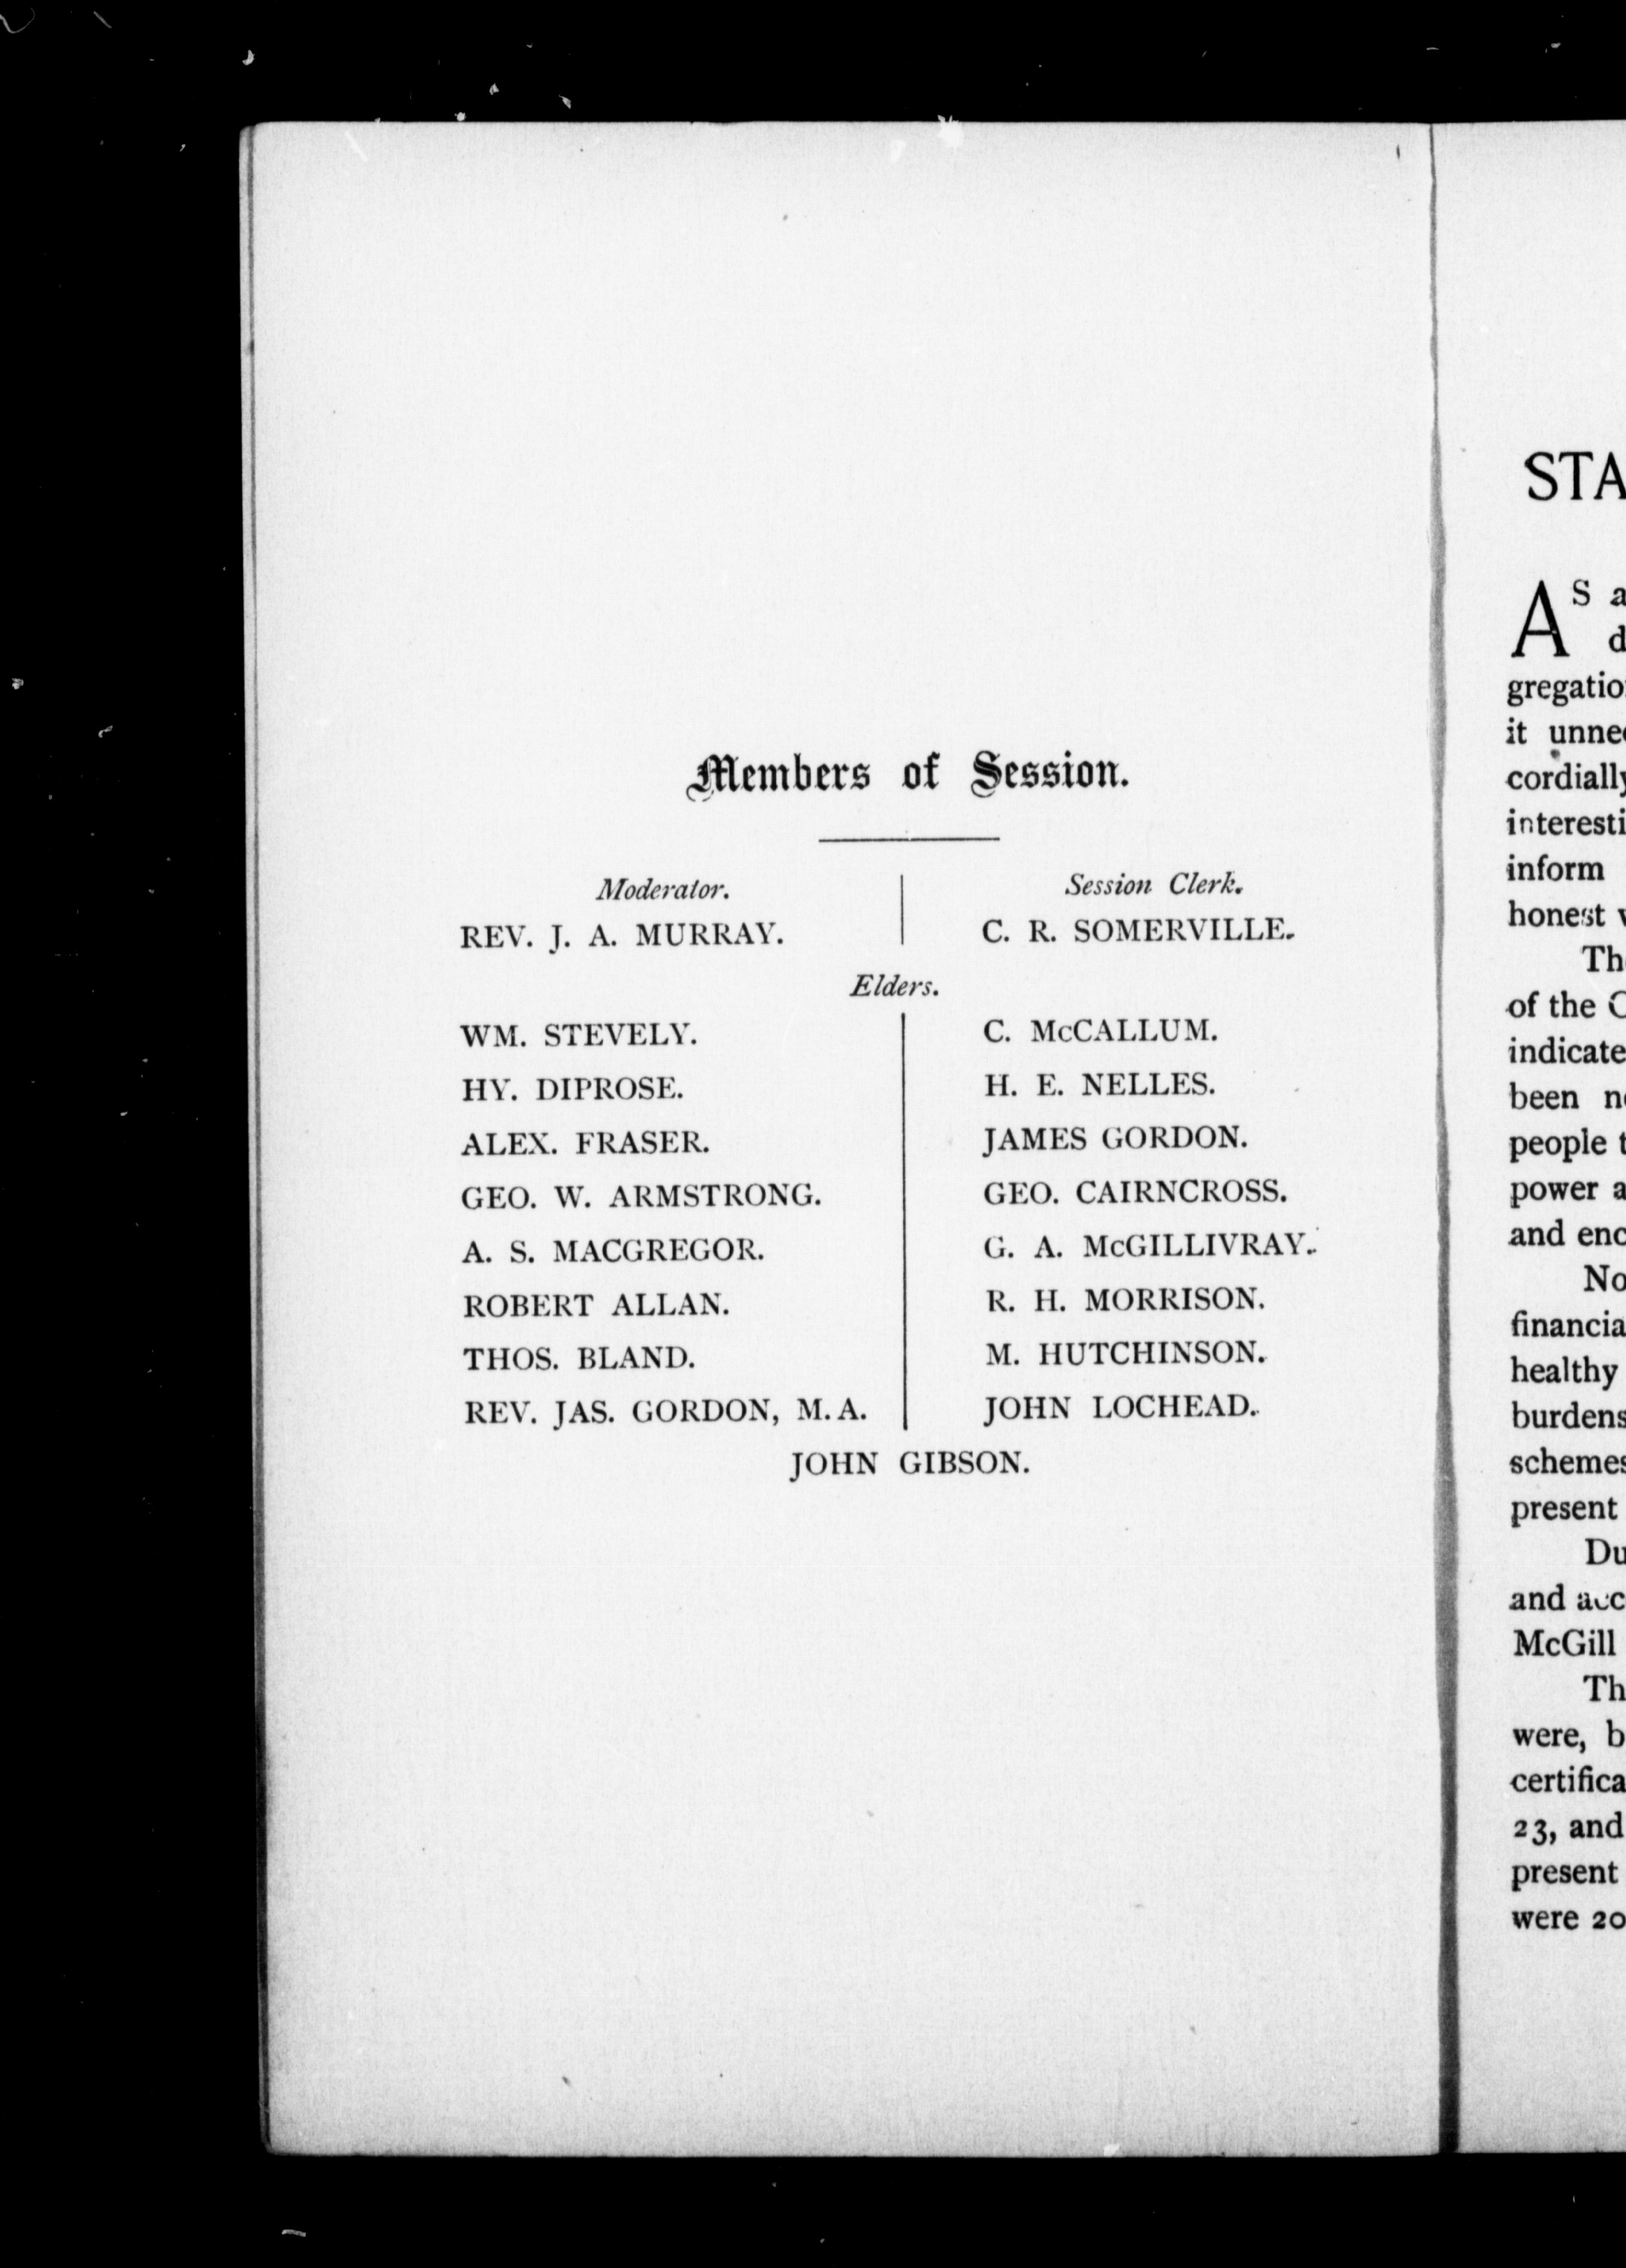 Members of Session.
Moderator.
REV. J. A. MURRAY.
Session Clerk.
C. R. SOMERVILLE.
Elders.
WM. STEVELY.
HY. DIPROSE.
ALEX. FRASER.
GEO. W. ARMSTRONG.
A. S. MACGREGOR.
ROBERT ALLAN.
THOS. BLAND.
REV. JAS. GORDON, M. A.
C. McCALLUM.
H. E. NELLES.
JAMES GORDON.
GEO. CAIRNCROSS.
G. A. McGILLIVRAY.
R. H. MORRISON.
M. HUTCHINSON.
JOHN LOCHEAD.
JOHN GIBSON.
STA
AS a
d
gregatio
it unne
cordially
interesti
inform
honest
Th
of the
indicate
been n
people t
power a
and enc
No
financia
healthy
burdens
schemes
present
Du
and acc
McGill
Th
were, b
certifica
23, and
present
were 20